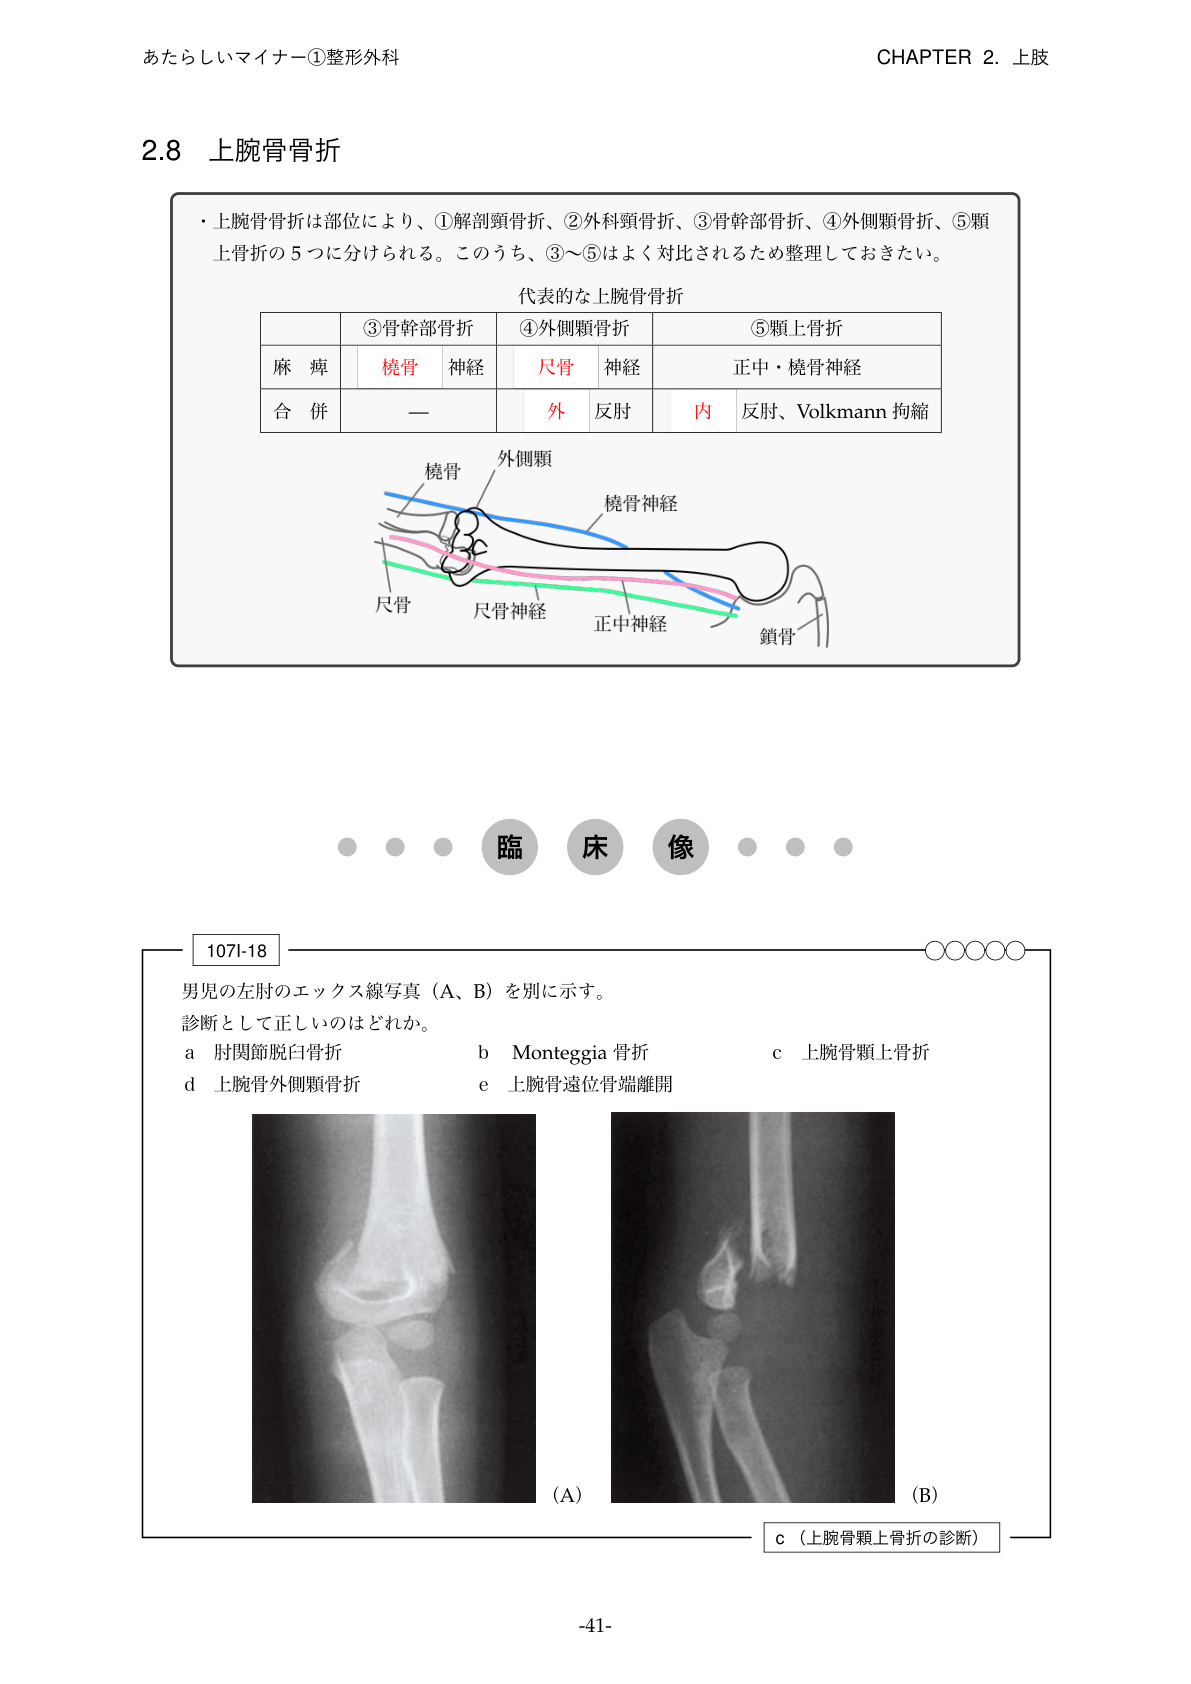 あたらしいマイナー①整形外科
CHAPTER 2. 上肢
2.8 上腕骨骨折
・上腕骨骨折は部位により、①解剖頸骨折、②外科頸骨折、③骨幹部骨折、④外側顆骨折、⑤顆
上骨折の 5 つに分けられる。このうち、③〜⑤はよく対比されるため整理しておきたい。
代表的な上腕骨骨折
③骨幹部骨折 ④外側顆骨折 ⑤顆上骨折
麻 痺 橈骨 神経 尺骨 神経 正中・橈骨神経
合 併 — 外 反肘 内 反肘、Volkmann 拘縮
外側顆
橈骨
橈骨神経
尺骨
尺骨神経
正中神経
鎖骨
臨 床 像
107I-18
男児の左肘のエックス線写真（A、B）を別に示す。
診断として正しいのはどれか。
a 肘関節脱臼骨折 b Monteggia 骨折 c 上腕骨顆上骨折
d 上腕骨外側顆骨折 e 上腕骨遠位骨端離開
（A） （B）
c （上腕骨顆上骨折の診断）
-41-